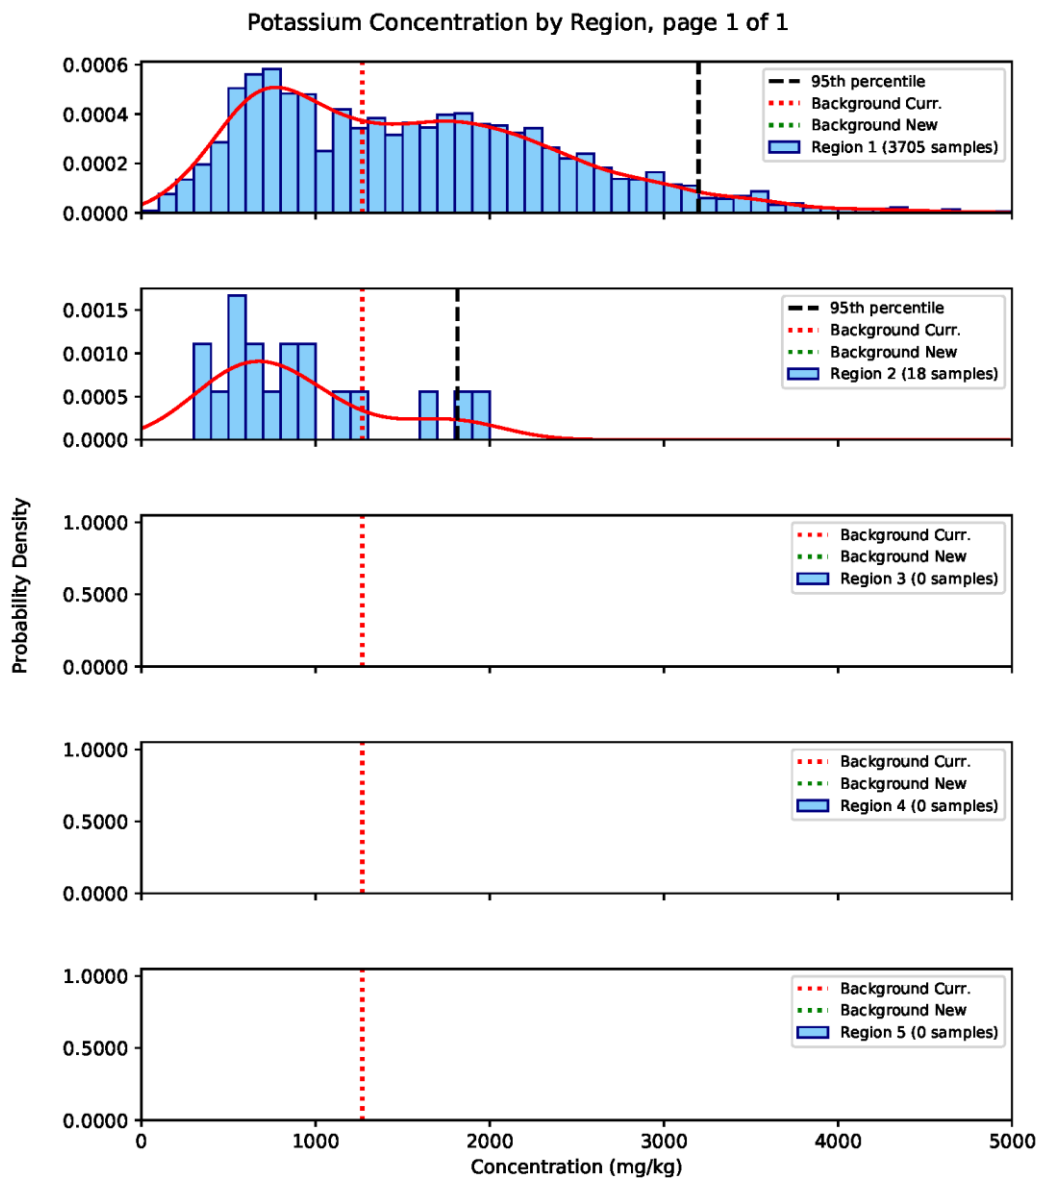 Potassium Concentration by Region, page 1 of 1
0.0006
0.0004
0.0002
0.0000
95th percentile
Background Curr.
Background New
Region 1 (3705 samples)
0.0015
0.0010
0.0005
0.0000
95th percentile
Background Curr.
Background New
Region 2 (18 samples)
Probability Density
1.0000
0.5000
0.0000
Background Curr.
Background New
Region 3 (0 samples)
1.0000
0.5000
0.0000
Background Curr.
Background New
Region 4 (0 samples)
1.0000
0.5000
0.0000
Background Curr.
Background New
Region 5 (0 samples)
0 1000 2000 3000 4000 5000
Concentration (mg/kg)